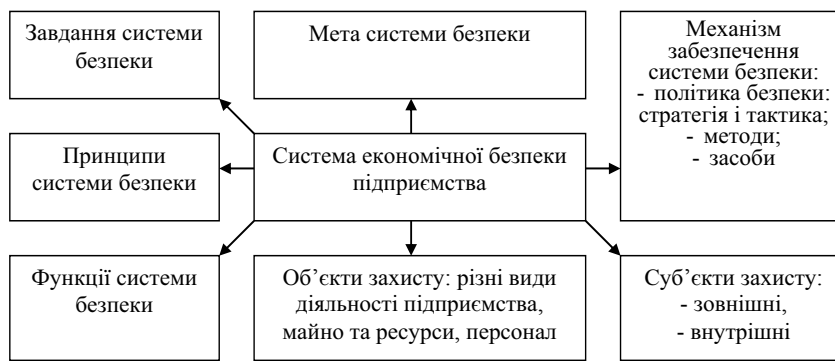 Завдання системи
безпеки
Мета системи безпеки
Механізм
забезпечення
системи безпеки:
- політика безпеки:
стратегія і тактика;
- методи;
- засоби
Принципи
системи безпеки
Система економічної безпеки
підприємства
Функції системи
безпеки
Об’єкти захисту: різні види
діяльності підприємства,
майно та ресурси, персонал
Суб’єкти захисту:
- зовнішні,
- внутрішні